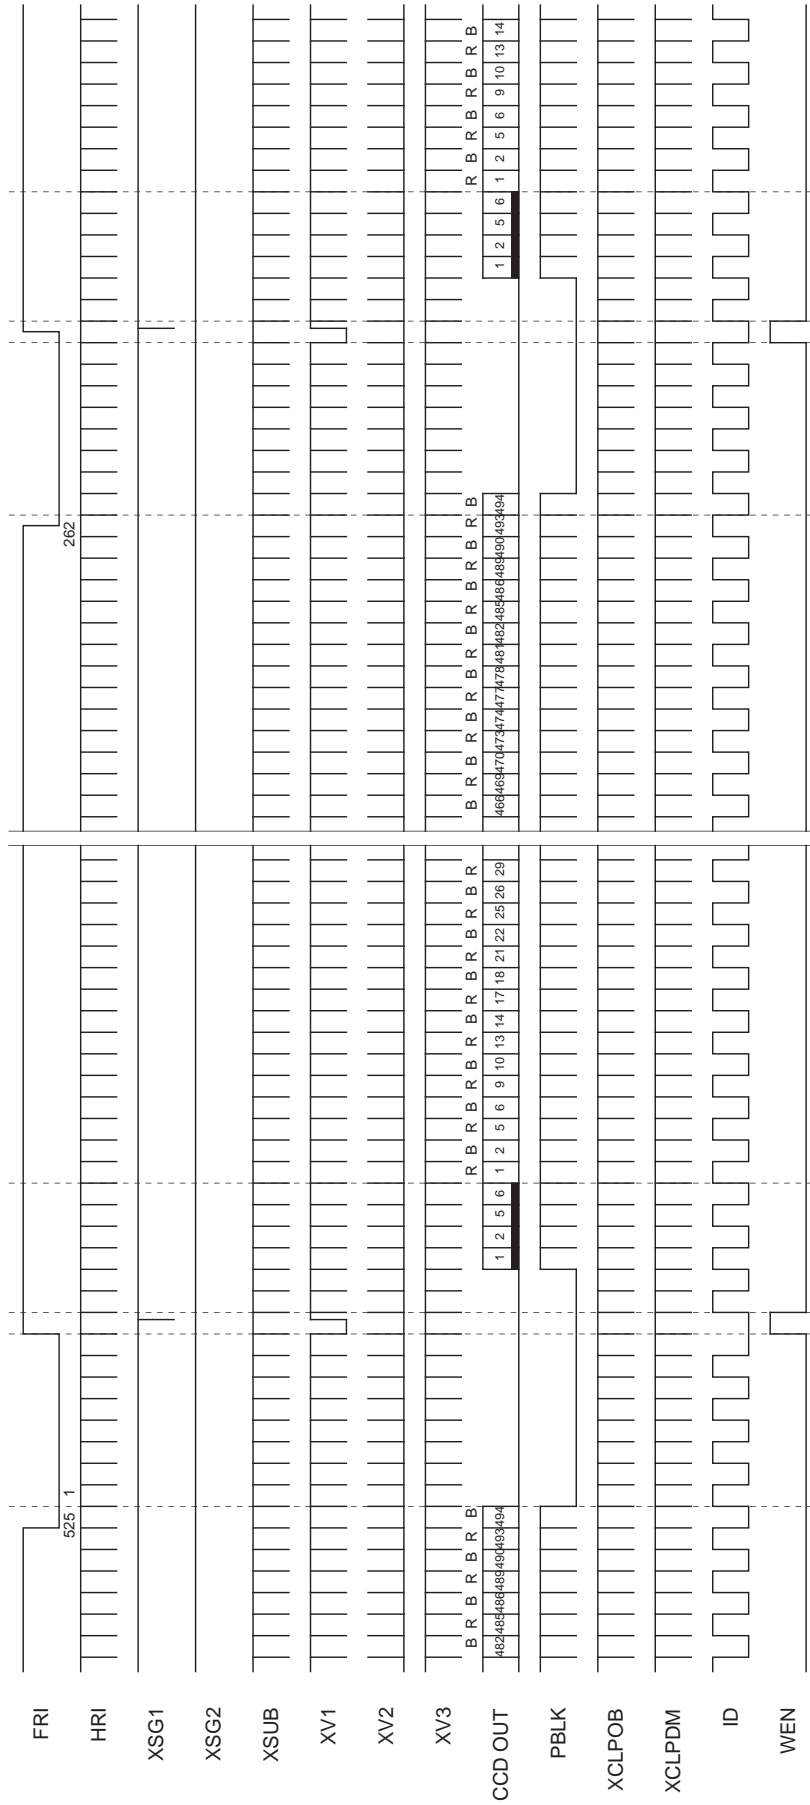 FRI
525 1 262
HRI
XSG1
XSG2
XSUB
XV1
XV2
XV3
B R B R B R B R B R B R B R B R B R B R B R B R B R B R B R B R B R B R B R B R B R B R B
CCD OUT 482 485 486 489 490 493 494 1 2 5 6 1 2 5 6 9 10 13 14 17 18 21 22 25 26 29 466 469 470 473 474 477 478 481 482 485 486 489 490 493 494 1 2 5 6 1 2 5 6 9 10 13 14
PBLK
XCLPOB
XCLPDM
ID
WEN